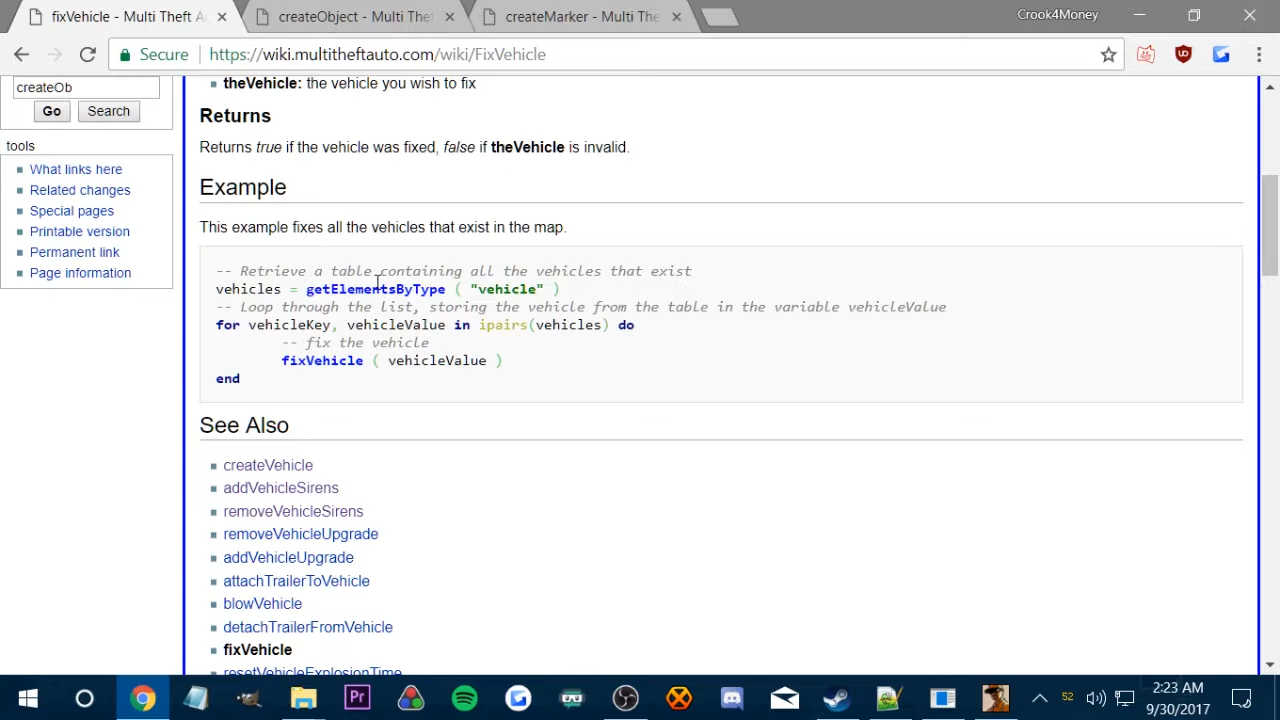 fixVehicle - Multi Theft A
createObject - Multi Thef
createMarker - Multi The
Crook4Money
Secure
https://wiki.multitheftauto.com/wiki/FixVehicle
createOb
Go
Search
tools
What links here
Related changes
Special pages
Printable version
Permanent link
Page information
theVehicle: the vehicle you wish to fix
Returns
Returns true if the vehicle was fixed, false if theVehicle is invalid.
Example
This example fixes all the vehicles that exist in the map.
-- Retrieve a table containing all the vehicles that exist
vehicles = getElementsByType ( "vehicle" )
-- Loop through the list, storing the vehicle from the table in the variable vehicleValue
for vehicleKey, vehicleValue in ipairs(vehicles) do
-- fix the vehicle
fixVehicle ( vehicleValue )
end
See Also
createVehicle
addVehicleSirens
removeVehicleSirens
removeVehicleUpgrade
addVehicleUpgrade
attachTrailerToVehicle
blowVehicle
detachTrailerFromVehicle
fixVehicle
resetVehicleExplosionTime
Pr
52
2:23 AM
9/30/2017